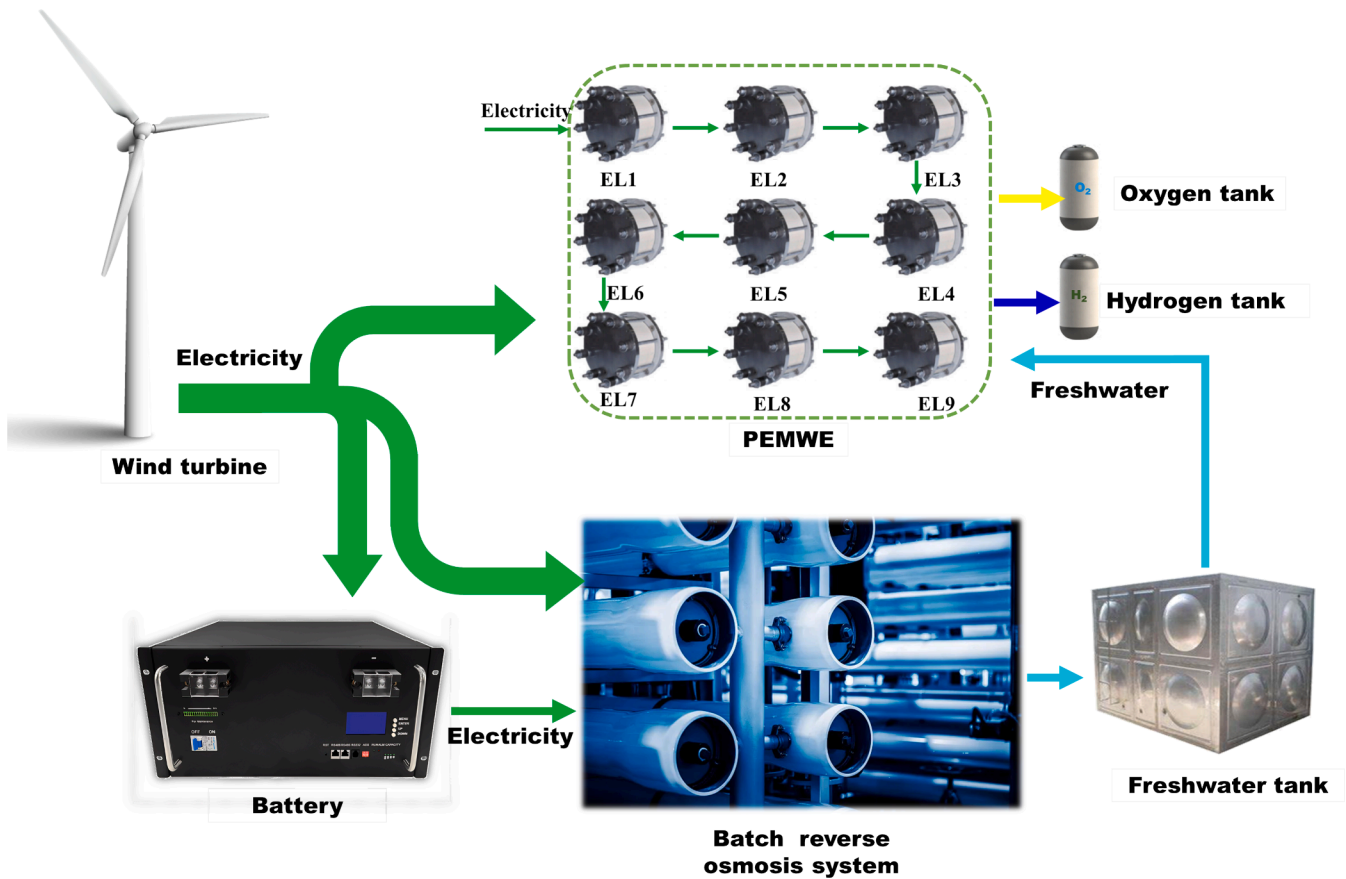 Electricity
EL1
EL2
EL3
EL6
EL5
EL4
EL7
EL8
EL9
PEMWE
O₂
Oxygen tank
H₂
Hydrogen tank
Electricity
Freshwater
Wind turbine
+
-
OFF
ON
Electricity
Battery
Batch reverse
osmosis system
Freshwater tank